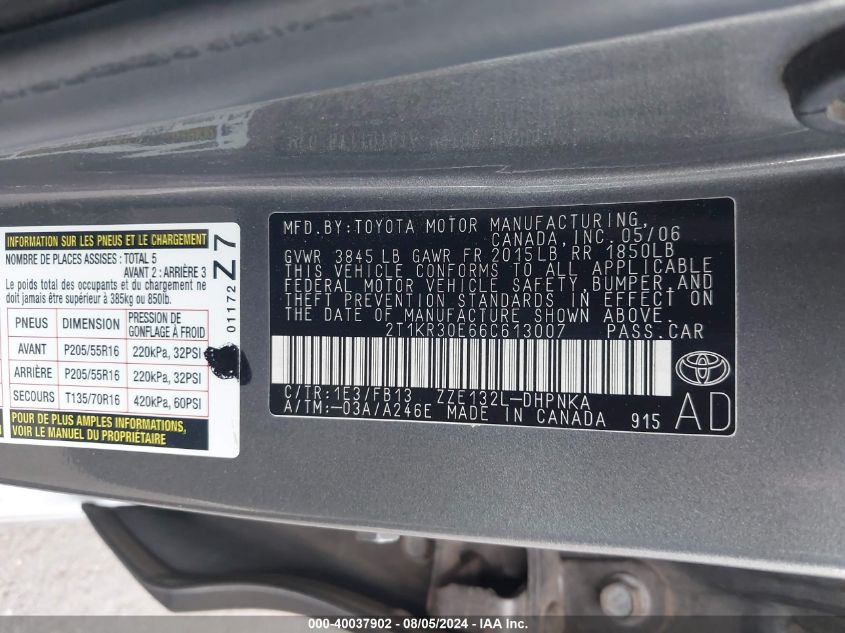 INFORMATION SUR LES PNEUS ET LE CHARGEMENT
NOMBRE DE PLACES ASSISES : TOTAL 5
AVANT 2 : ARRIÈRE 3
Le poids total des occupants et du chargement ne
doit jamais être supérieur à 385kg ou 850lb.
PNEUS DIMENSION PRESSION DE GONFLAGE À FROID
AVANT P205/55R16 220kPa, 32PSI
ARRIÈRE P205/55R16 220kPa, 32PSI
SECOURS T135/70R16 420kPa, 60PSI
POUR DE PLUS AMPLES INFORMATIONS,
VOIR LE MANUEL DU PROPRIÉTAIRE
01172 Z7
MFD.BY:TOYOTA MOTOR MANUFACTURING,
CANADA, INC. 05/06
GVWR 3845 LB GAWR FR 2015LB RR 1850LB
THIS VEHICLE CONFORMS TO ALL APPLICABLE
FEDERAL MOTOR VEHICLE SAFETY, BUMPER, AND
THEFT PREVENTION STANDARDS IN EFFECT ON
THE DATE OF MANUFACTURE SHOWN ABOVE.
2T1KR30E66C613007 PASS.CAR
C/TR:1E3/FB13 ZZE132L-DHPNKA
A/TM:-03A/A246E MADE IN CANADA 915
TOYOTA
AD
000-40037902 - 08/05/2024 - IAA Inc.